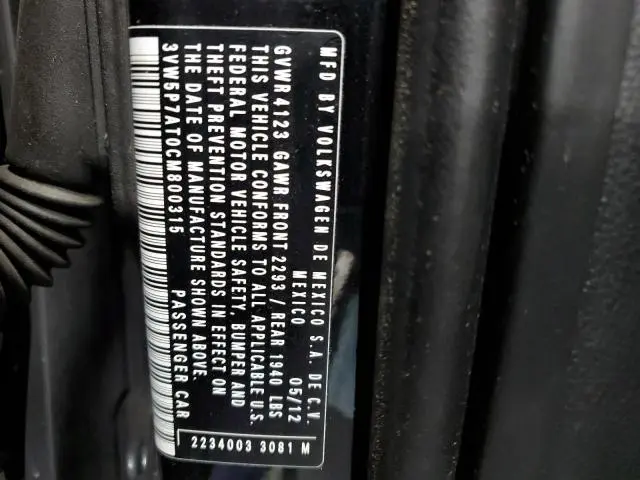 MFD BY VOLKSWAGEN DE MEXICO S.A. DE C.V.
MEXICO 05/12
GVWR 4123 GAWR FRONT 2293 / REAR 1940 LBS
THIS VEHICLE CONFORMS TO ALL APPLICABLE U.S.
FEDERAL MOTOR VEHICLE SAFETY, BUMPER AND
THEFT PREVENTION STANDARDS IN EFFECT ON
THE DATE OF MANUFACTURE SHOWN ABOVE.
3VW5P7AT0CM800315 PASSENGER CAR
2234003 3081 M